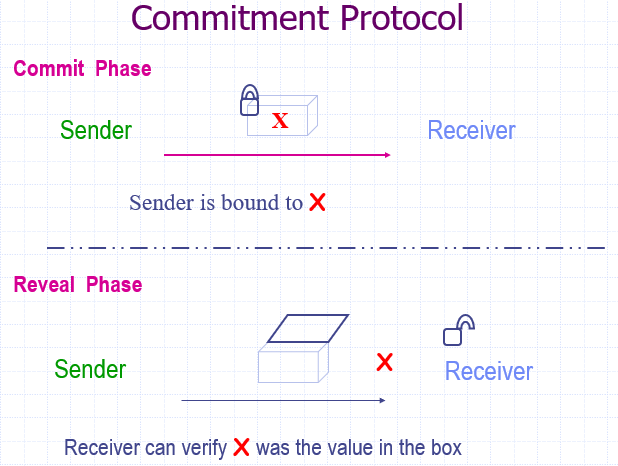 Commitment Protocol
Commit Phase
X
Sender
Receiver
Sender is bound to X
Reveal Phase
X
Sender
Receiver
Receiver can verify X was the value in the box